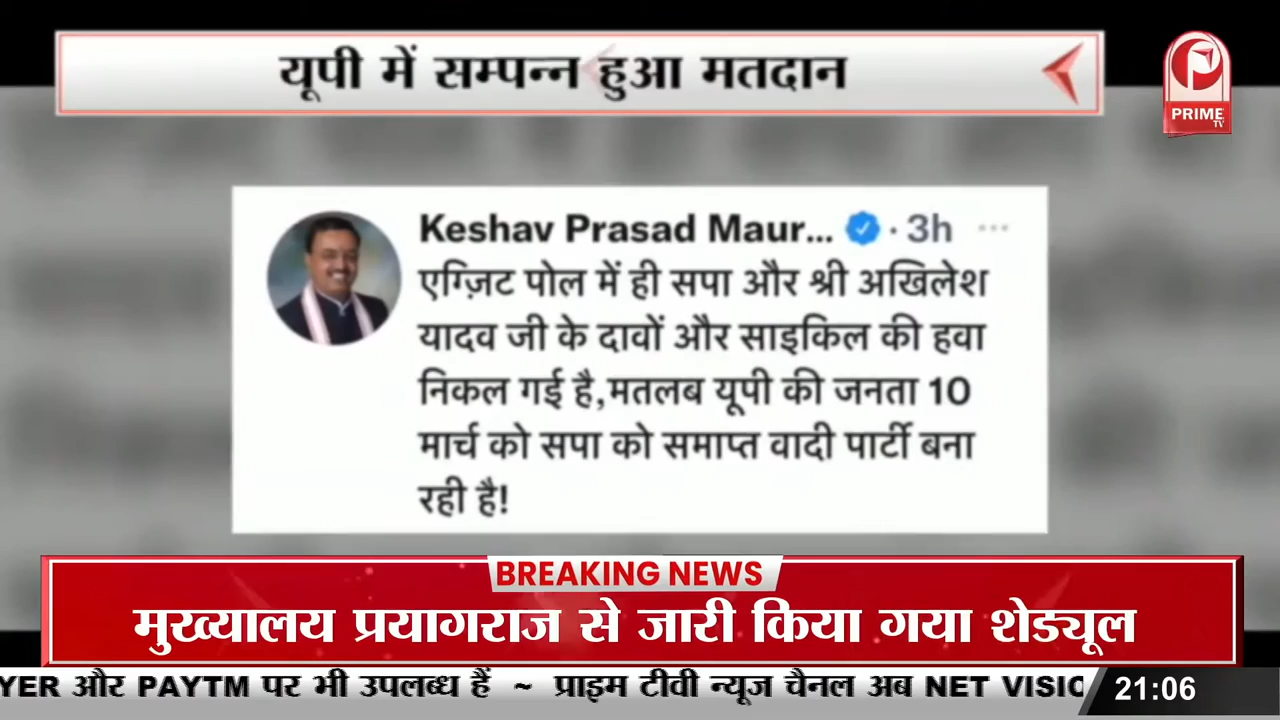 यूपी में सम्पन्न हुआ मतदान
PRIME
TV
Keshav Prasad Maur... · 3h ...
एग्ज़िट पोल में ही सपा और श्री अखिलेश
यादव जी के दावों और साइकिल की हवा
निकल गई है,मतलब यूपी की जनता 10
मार्च को सपा को समाप्त वादी पार्टी बना
रही है!
BREAKING NEWS
मुख्यालय प्रयागराज से जारी किया गया शेड्यूल
YER और PAYTM पर भी उपलब्ध हैं ~ प्राइम टीवी न्यूज चैनल अब NET VISIO
21:06